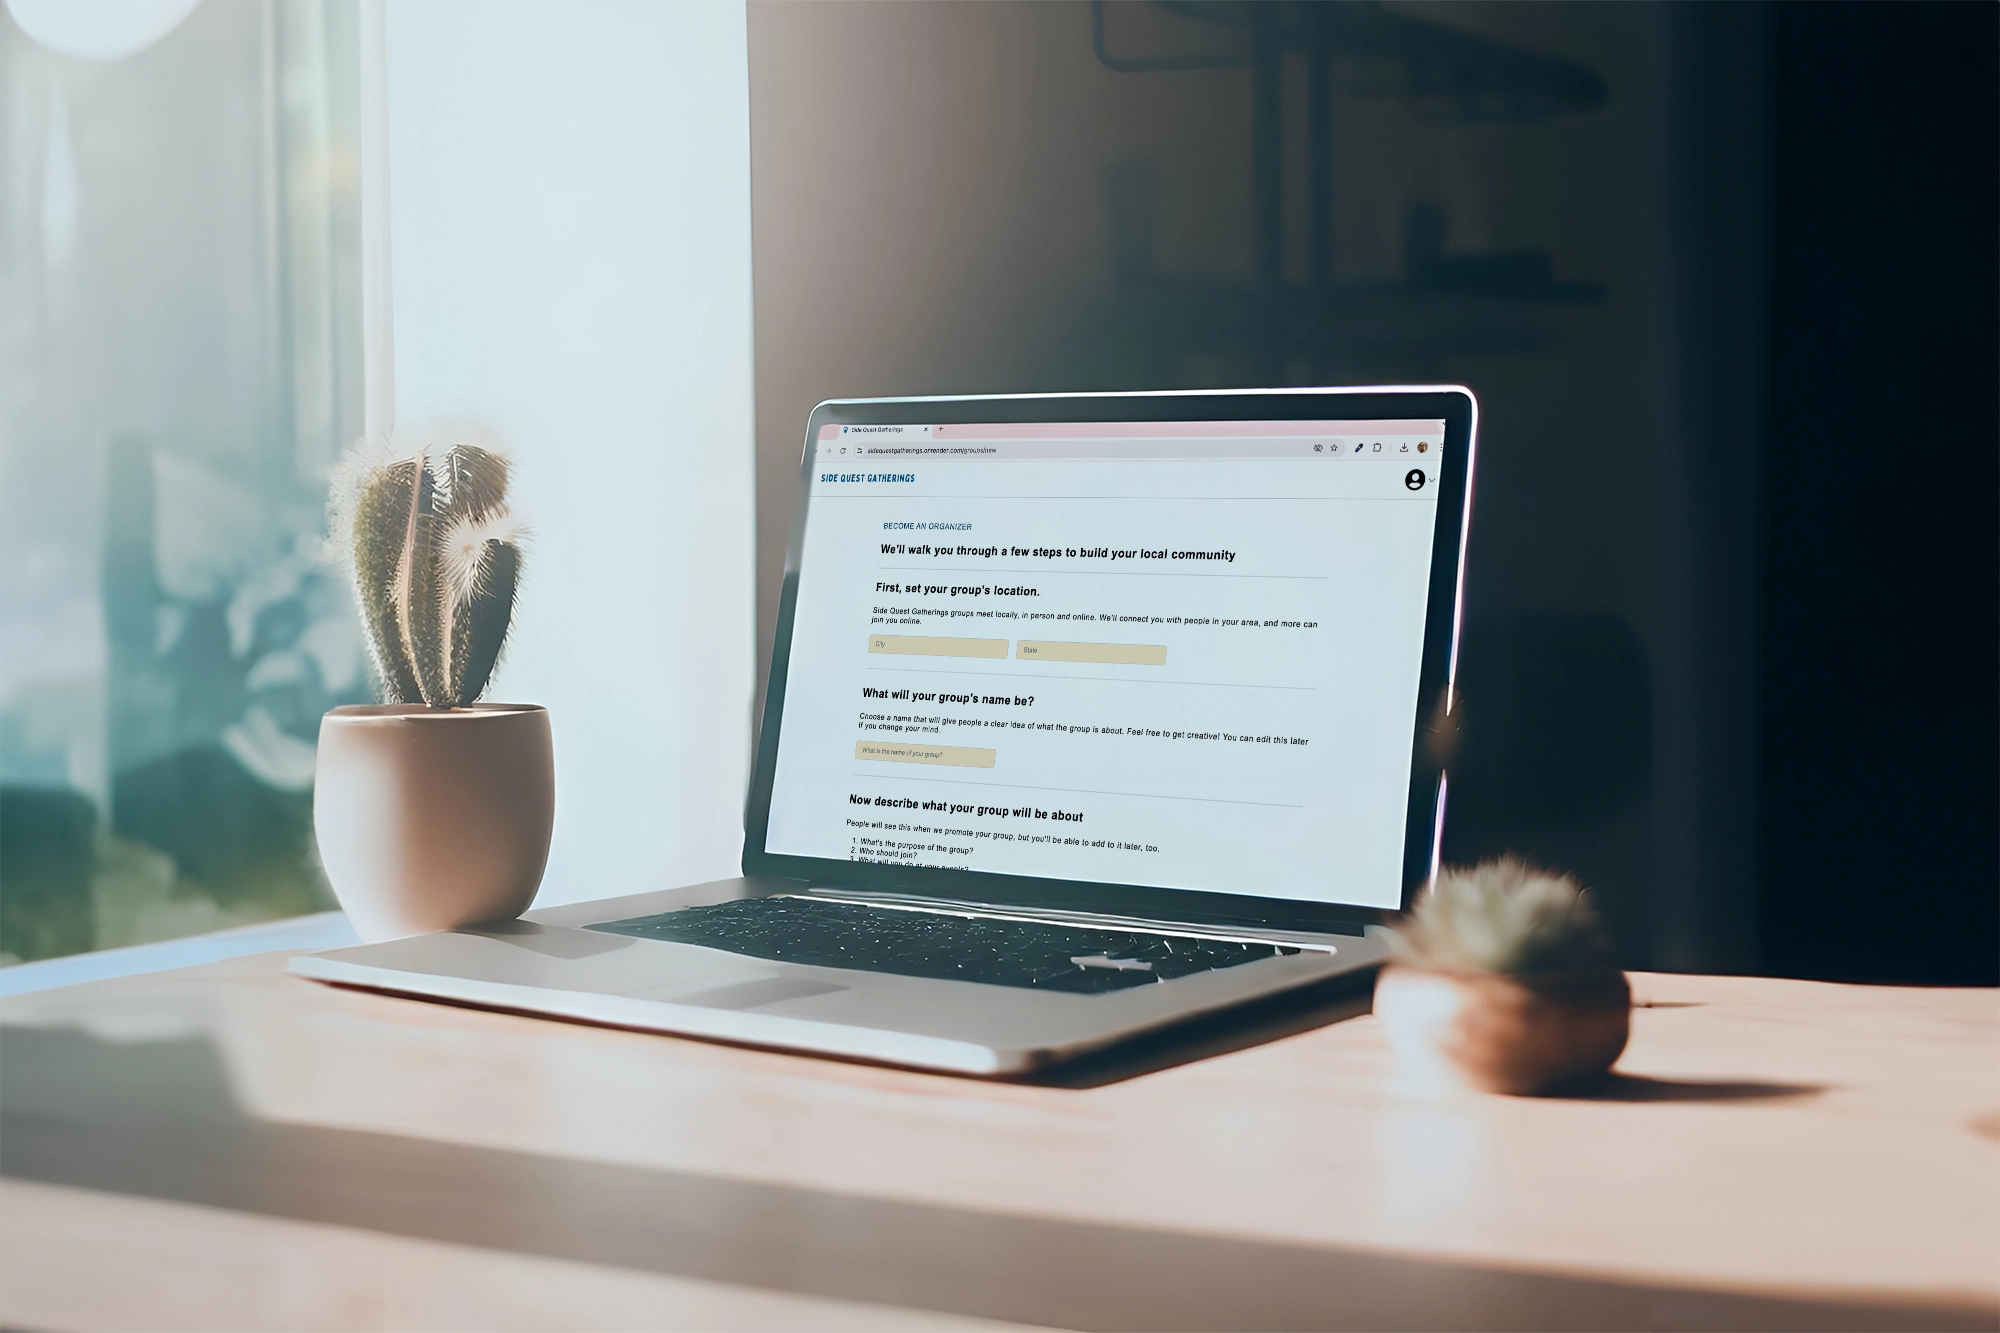 Side Quest Gatherings
sidequestgatherings.onrender.com/groups/new
SIDE QUEST GATHERINGS
BECOME AN ORGANIZER
We'll walk you through a few steps to build your local community
First, set your group's location.
Side Quest Gatherings groups meet locally, in person and online. We'll connect you with people in your area, and more can
join you online.
City
State
What will your group's name be?
Choose a name that will give people a clear idea of what the group is about. Feel free to get creative! You can edit this later
if you change your mind.
What is the name of your group?
Now describe what your group will be about
People will see this when we promote your group, but you'll be able to add to it later, too.
1. What's the purpose of the group?
2. Who should join?
3. What will you do at your events?